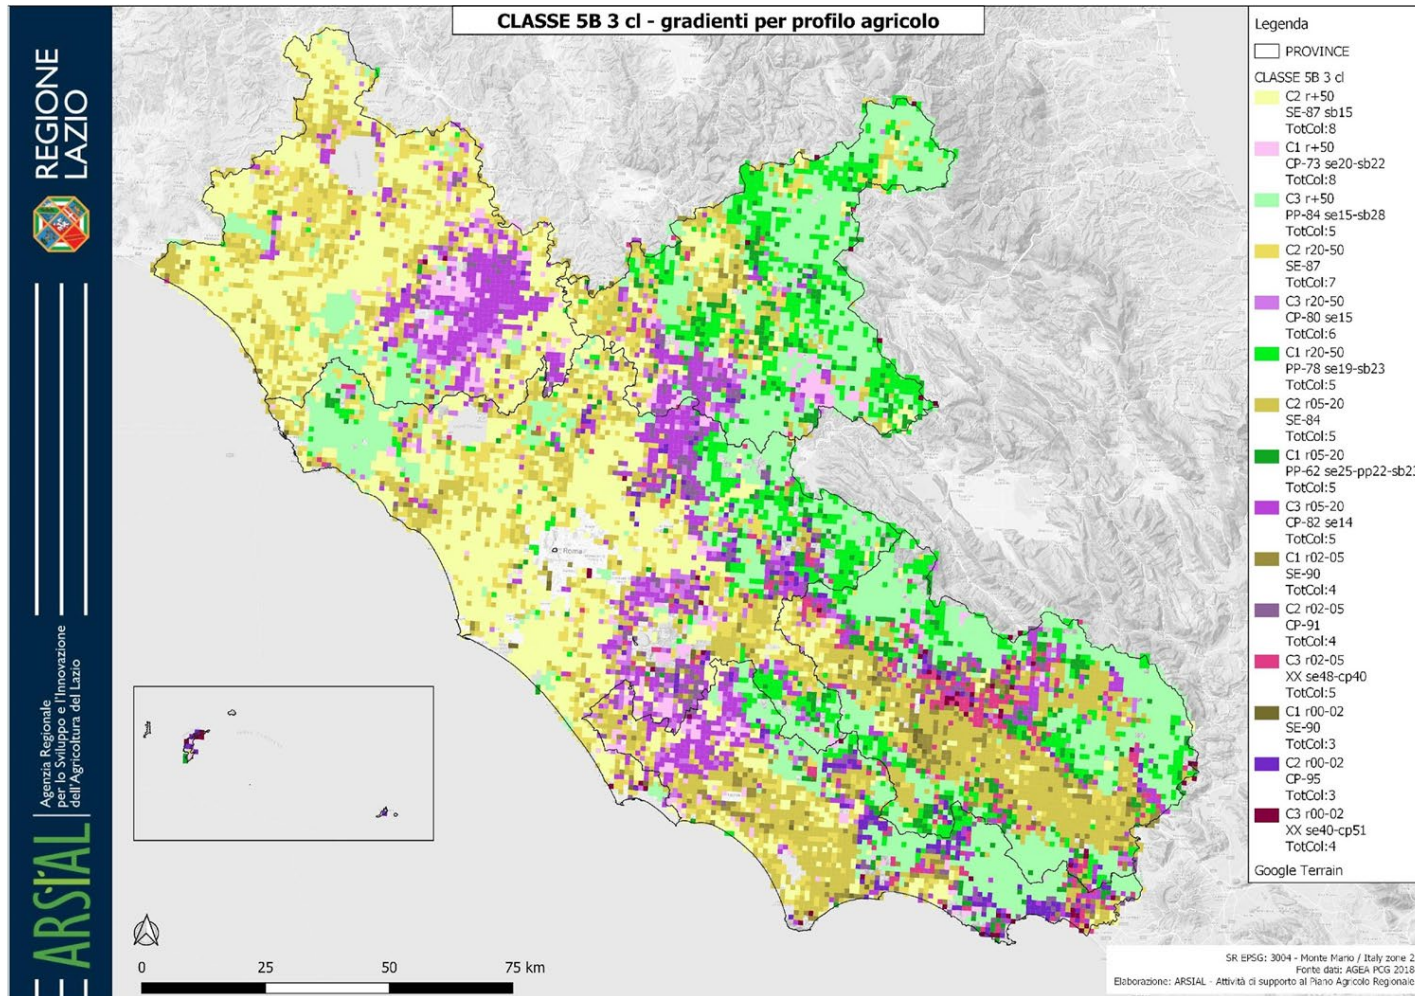 CLASSE 5B 3 cl - gradienti per profilo agricolo
REGIONE
LAZIO
Agenzia Regionale
per lo Sviluppo e l'Innovazione
dell'Agricoltura del Lazio
ARSIAL
Legenda
PROVINCE
CLASSE 5B 3 cl
C2 r+50
SE-87 sb15
TotCol:8
C1 r+50
CP-73 se20-sb22
TotCol:8
C3 r+50
PP-84 se15-sb28
TotCol:5
C2 r20-50
SE-87
TotCol:7
C3 r20-50
CP-80 se15
TotCol:6
C1 r20-50
PP-78 se19-sb23
TotCol:5
C2 r05-20
SE-84
TotCol:5
C1 r05-20
PP-62 se25-pp22-sb21
TotCol:5
C3 r05-20
CP-82 se14
TotCol:5
C1 r02-05
SE-90
TotCol:4
C2 r02-05
CP-91
TotCol:4
C3 r02-05
XX se48-cp40
TotCol:5
C1 r00-02
SE-90
TotCol:3
C2 r00-02
CP-95
TotCol:3
C3 r00-02
XX se40-cp51
TotCol:4
Google Terrain
Roma
0 25 50 75 km
SR EPSG: 3004 - Monte Mario / Italy zone 2
Fonte dati: AGEA PCG 2018
Elaborazione: ARSIAL - Attività di supporto al Piano Agricolo Regionale